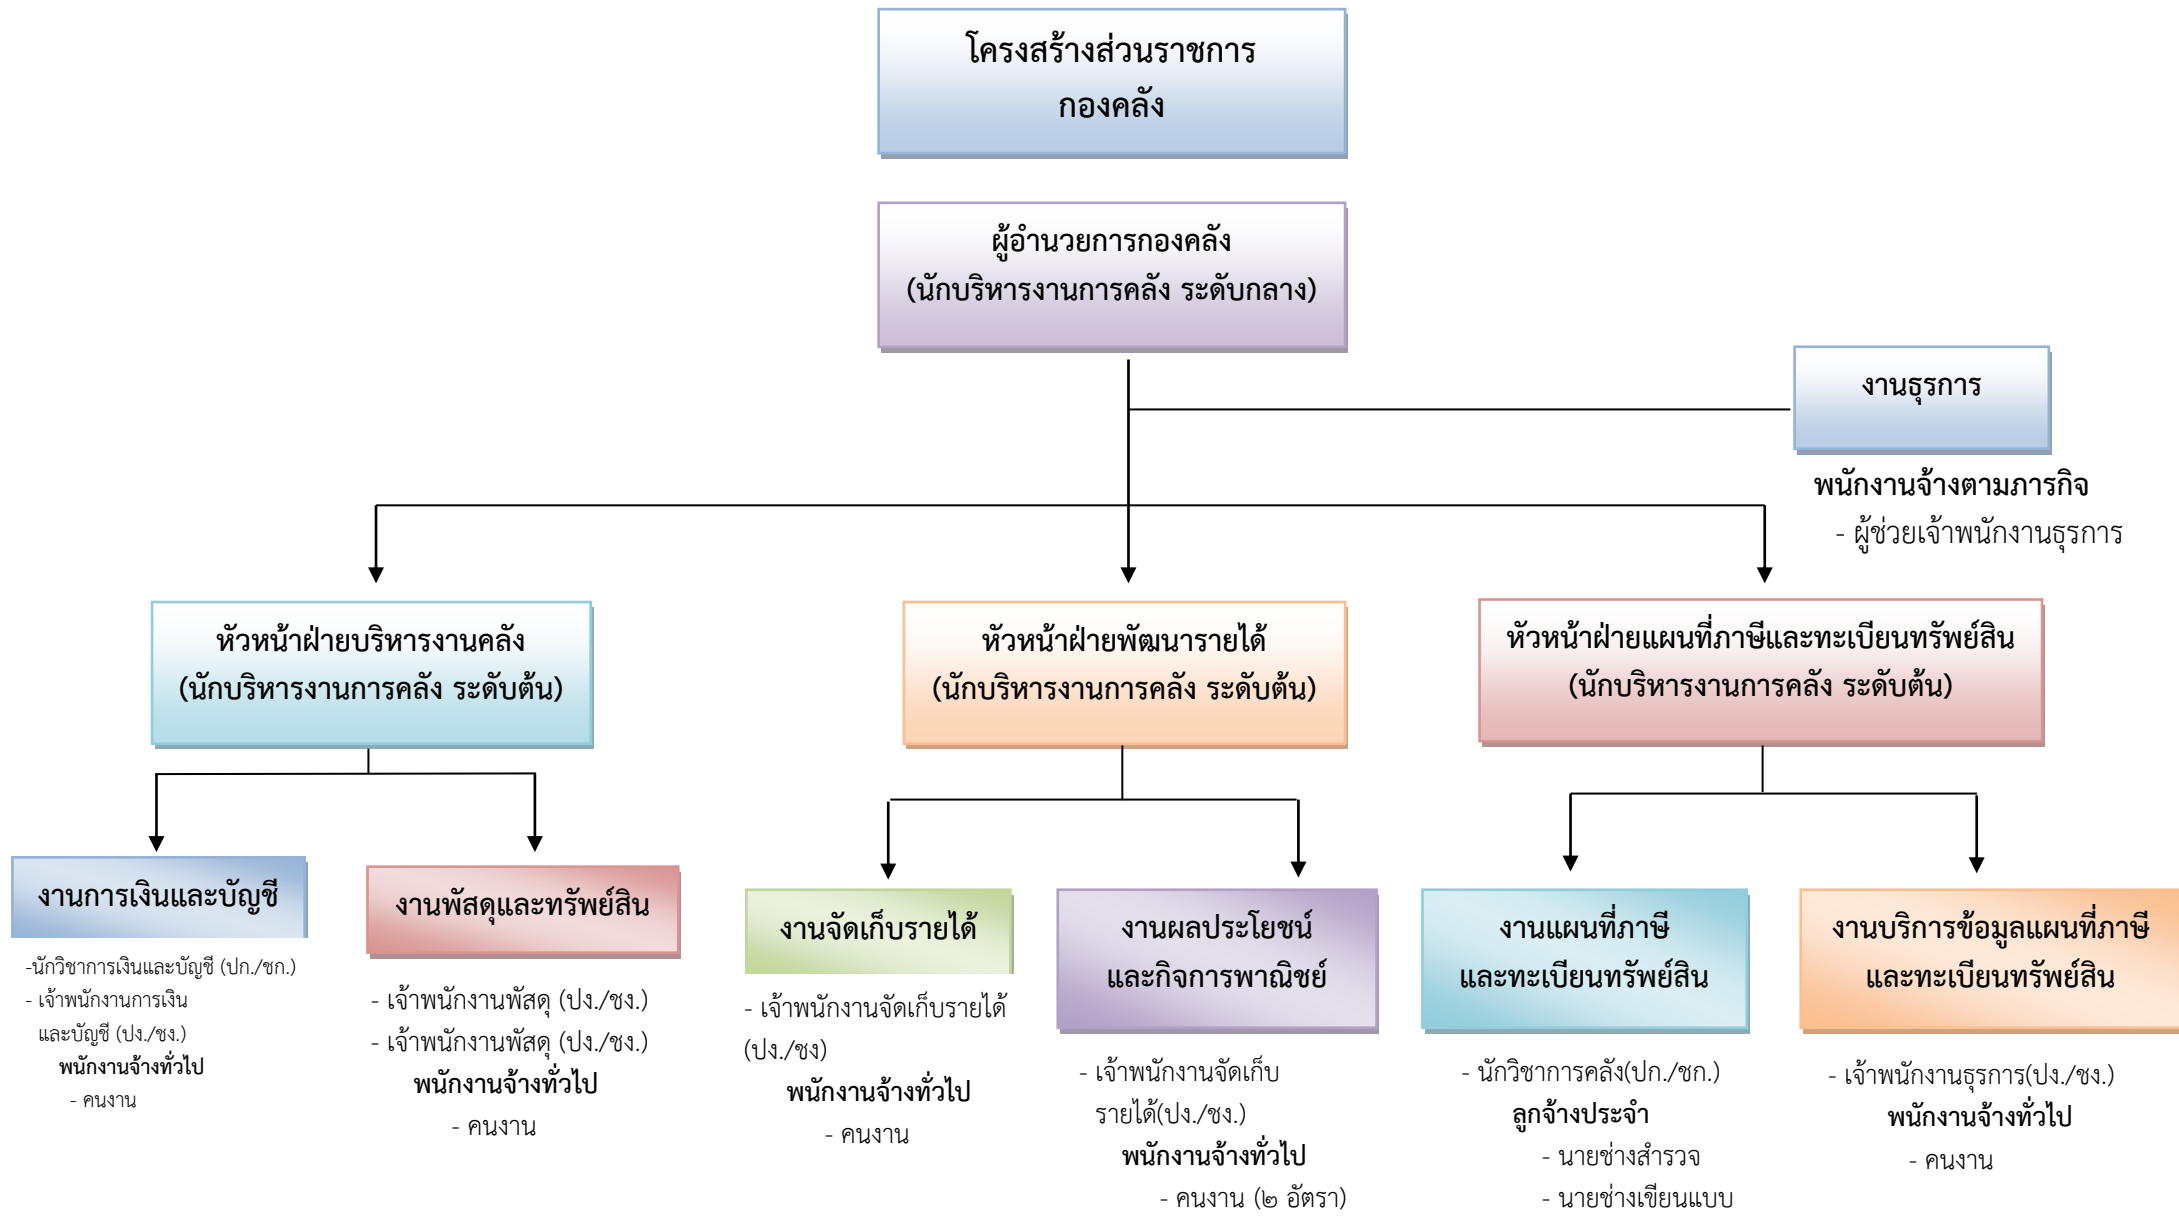 โครงสร้างส่วนราชการ
กองคลัง
ผู้อำนวยการกองคลัง
(นักบริหารงานการคลัง ระดับกลาง)
งานธุรการ
พนักงานจ้างตามภารกิจ
- ผู้ช่วยเจ้าพนักงานธุรการ
หัวหน้าฝ่ายบริหารงานคลัง
(นักบริหารงานการคลัง ระดับต้น)
หัวหน้าฝ่ายพัฒนารายได้
(นักบริหารงานการคลัง ระดับต้น)
หัวหน้าฝ่ายแผนที่ภาษีและทะเบียนทรัพย์สิน
(นักบริหารงานการคลัง ระดับต้น)
งานการเงินและบัญชี
-นักวิชาการเงินและบัญชี (ปก./ชก.)
- เจ้าพนักงานการเงิน
และบัญชี (ปง./ชง.)
พนักงานจ้างทั่วไป
- คนงาน
งานพัสดุและทรัพย์สิน
- เจ้าพนักงานพัสดุ (ปง./ชง.)
- เจ้าพนักงานพัสดุ (ปง./ชง.)
พนักงานจ้างทั่วไป
- คนงาน
งานจัดเก็บรายได้
- เจ้าพนักงานจัดเก็บรายได้
(ปง./ชง)
พนักงานจ้างทั่วไป
- คนงาน
งานผลประโยชน์
และกิจการพาณิชย์
- เจ้าพนักงานจัดเก็บ
รายได้(ปง./ชง.)
พนักงานจ้างทั่วไป
- คนงาน (๒ อัตรา)
งานแผนที่ภาษี
และทะเบียนทรัพย์สิน
- นักวิชาการคลัง(ปก./ชก.)
ลูกจ้างประจำ
- นายช่างสำรวจ
- นายช่างเขียนแบบ
งานบริการข้อมูลแผนที่ภาษี
และทะเบียนทรัพย์สิน
- เจ้าพนักงานธุรการ(ปง./ชง.)
พนักงานจ้างทั่วไป
- คนงาน